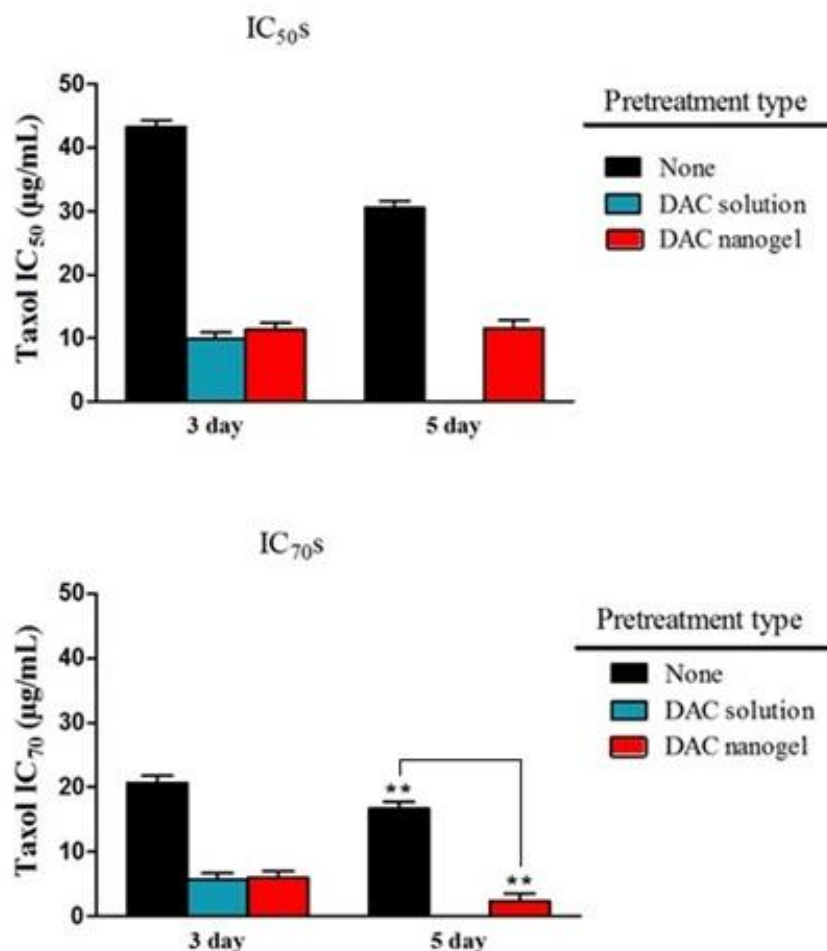 IC50s
Taxol IC50 (µg/mL)
50
40
30
20
10
0
3 day
5 day
Pretreatment type
None
DAC solution
DAC nanogel
IC70s
Taxol IC70 (µg/mL)
50
40
30
20
10
0
**
**
3 day
5 day
Pretreatment type
None
DAC solution
DAC nanogel